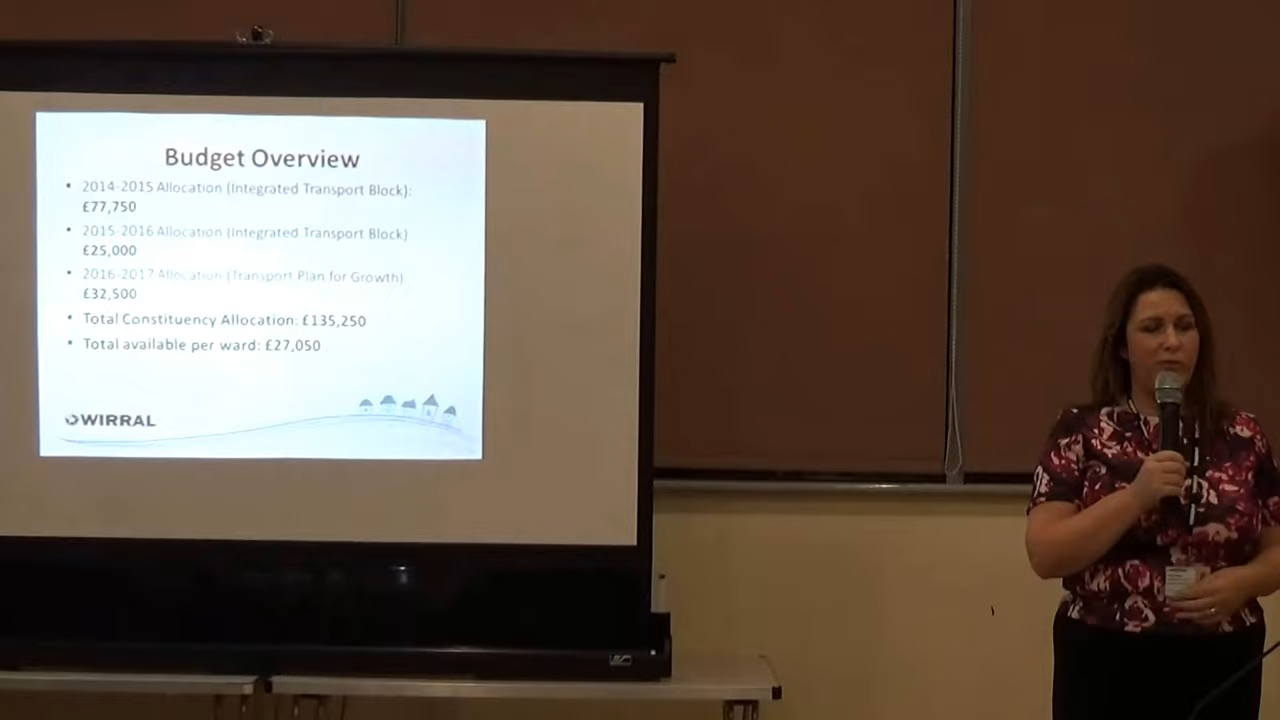 Budget Overview
• 2014-2015 Allocation (Integrated Transport Block):
£77,750
• 2015-2016 Allocation (Integrated Transport Block)
£25,000
• 2016-2017 Allocation (Transport Plan for Growth)
£32,500
• Total Constituency Allocation: £135,250
• Total available per ward: £27,050
WIRRAL